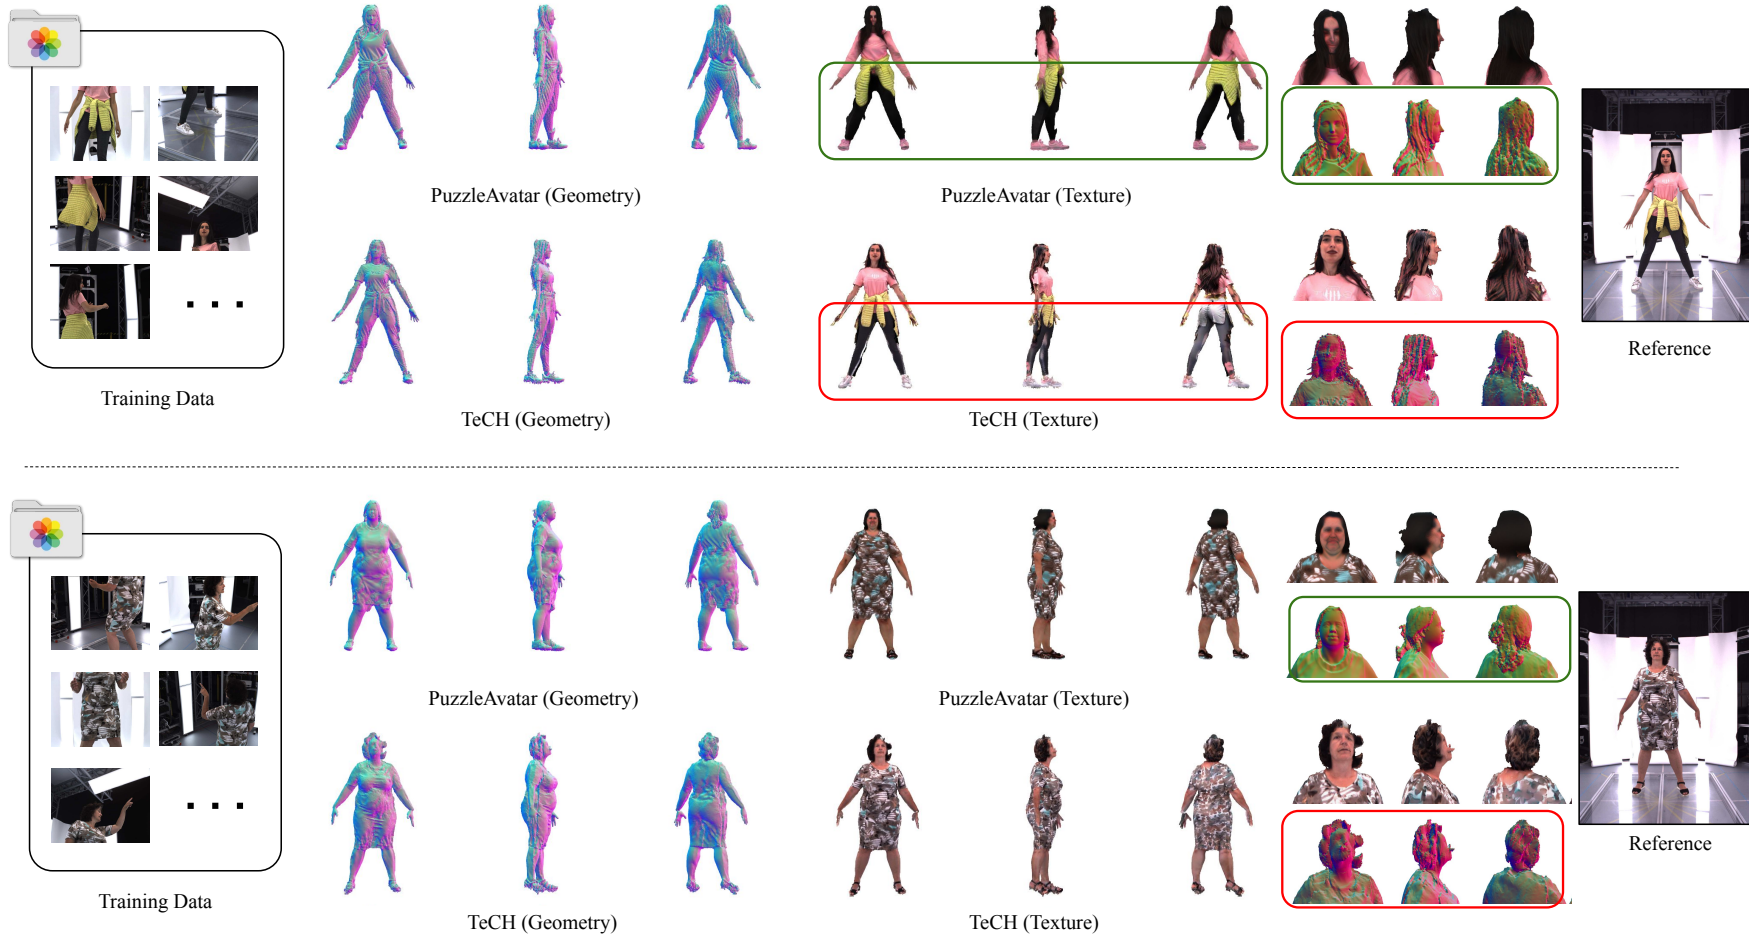 PuzzleAvatar (Geometry)
PuzzleAvatar (Texture)
Training Data
TeCH (Geometry)
TeCH (Texture)
Reference
PuzzleAvatar (Geometry)
PuzzleAvatar (Texture)
Training Data
TeCH (Geometry)
TeCH (Texture)
Reference